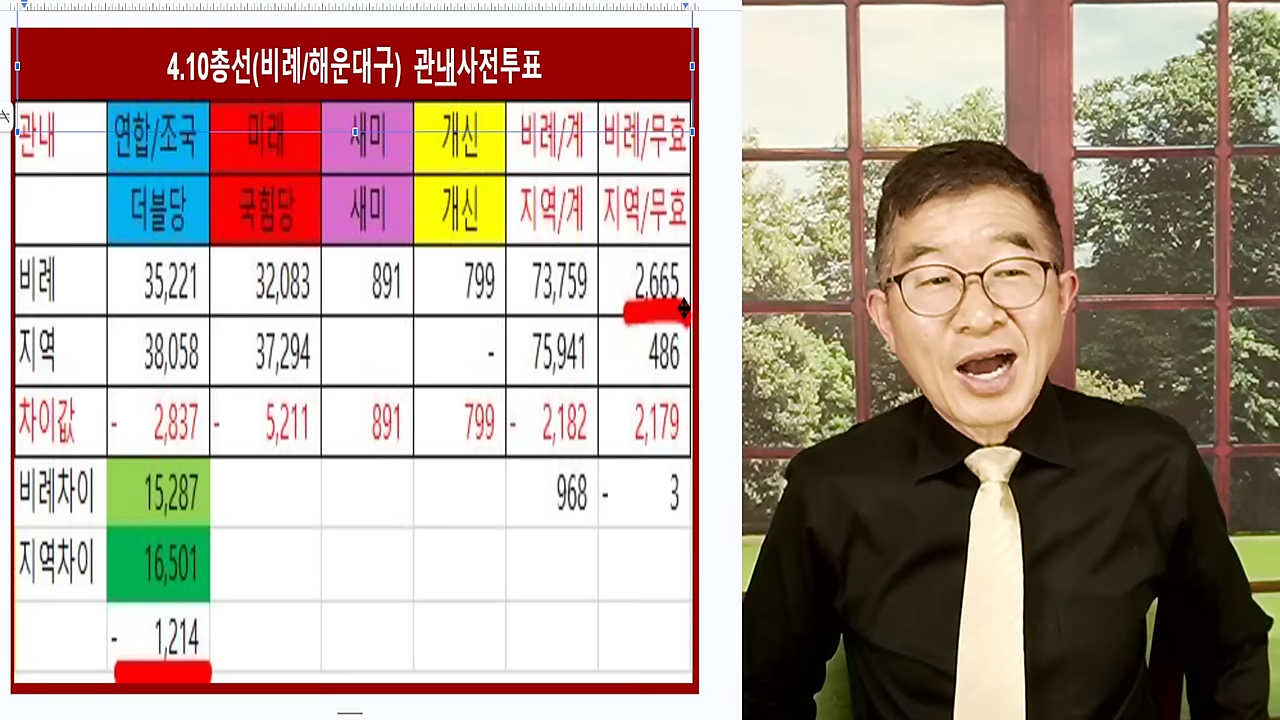 4.10총선(비례/해운대구) 관내사전투표
관내 연합/조국 미래 새미 개신 비례/계 비례/무효
더블당 국힘당 새미 개신 지역/계 지역/무효
비례 35,221 32,083 891 799 73,759 2,665
지역 38,058 37,294 - 75,941 486
차이값 - 2,837 - 5,211 891 799 - 2,182 2,179
비례차이 15,287 968 - 3
지역차이 16,501
- 1,214